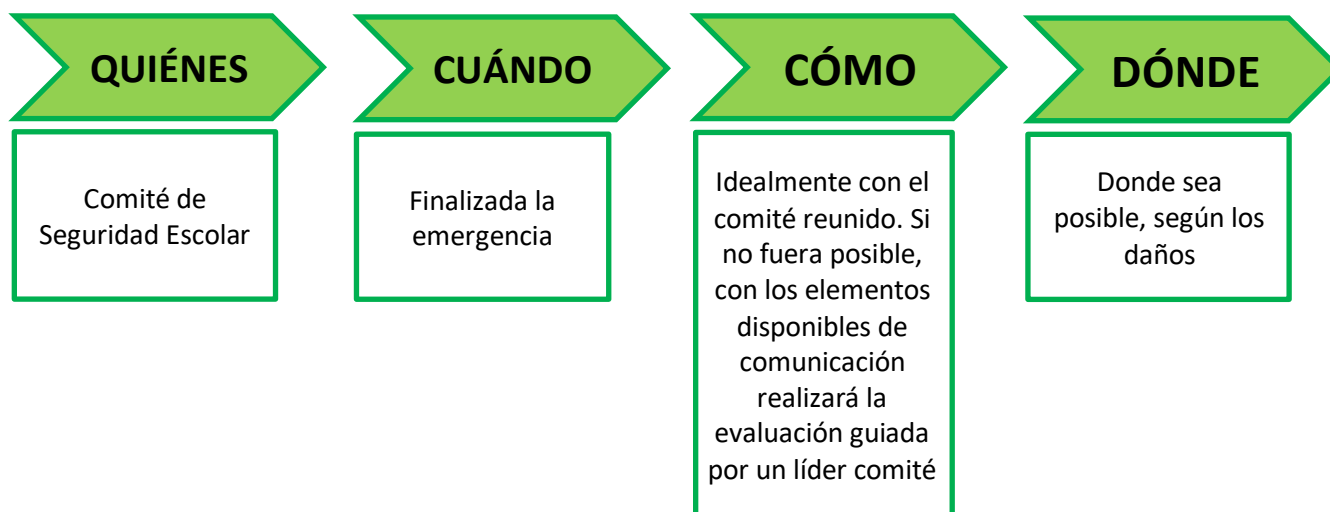 QUIÉNES
Comité de
Seguridad Escolar
CUÁNDO
Finalizada la
emergencia
CÓMO
Idealmente con el
comité reunido. Si
no fuera posible,
con los elementos
disponibles de
comunicación
realizará la
evaluación guiada
por un líder comité
DÓNDE
Donde sea
posible, según los
daños